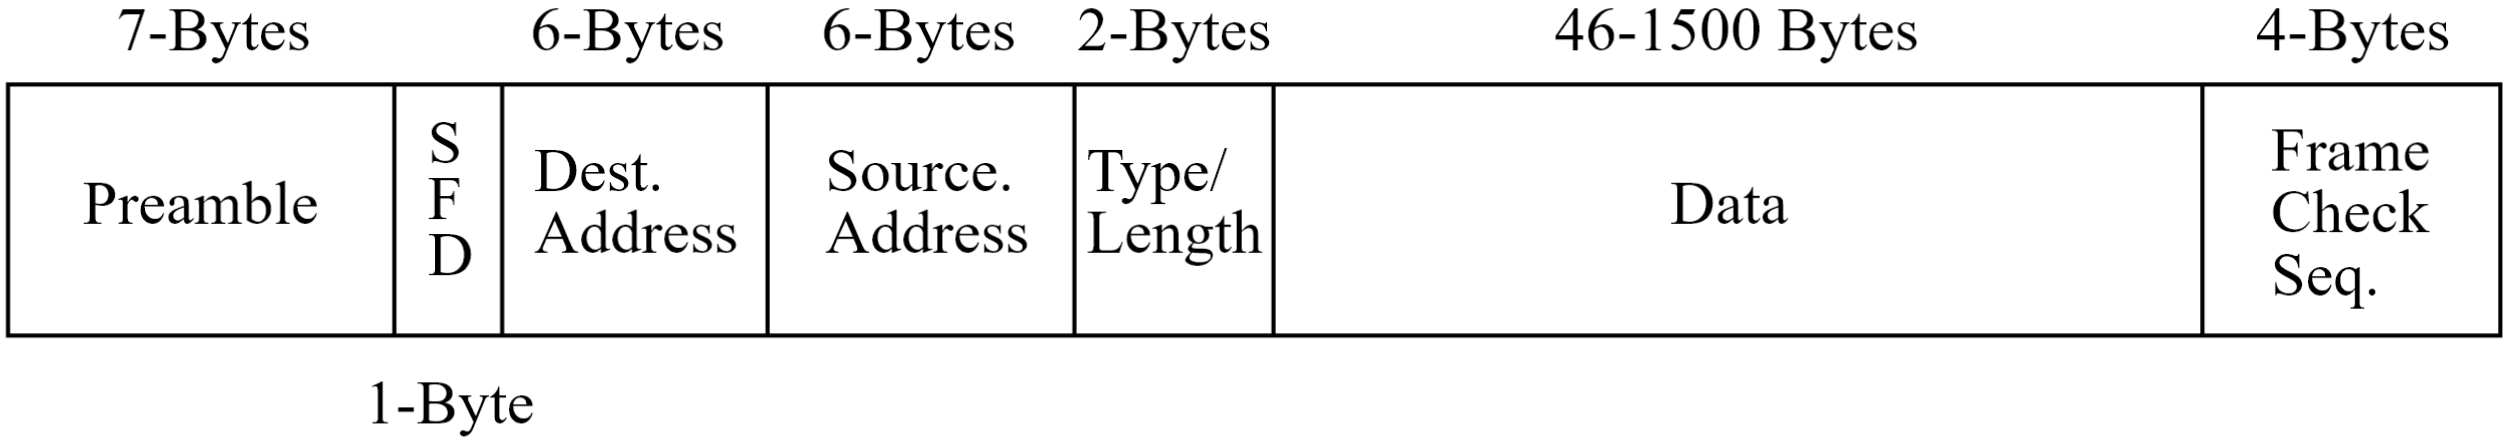 7-Bytes 6-Bytes 6-Bytes 2-Bytes 46-1500 Bytes 4-Bytes
Preamble
S
F
D
Dest.
Address
Source.
Address
Type/
Length
Data
Frame
Check
Seq.
1-Byte